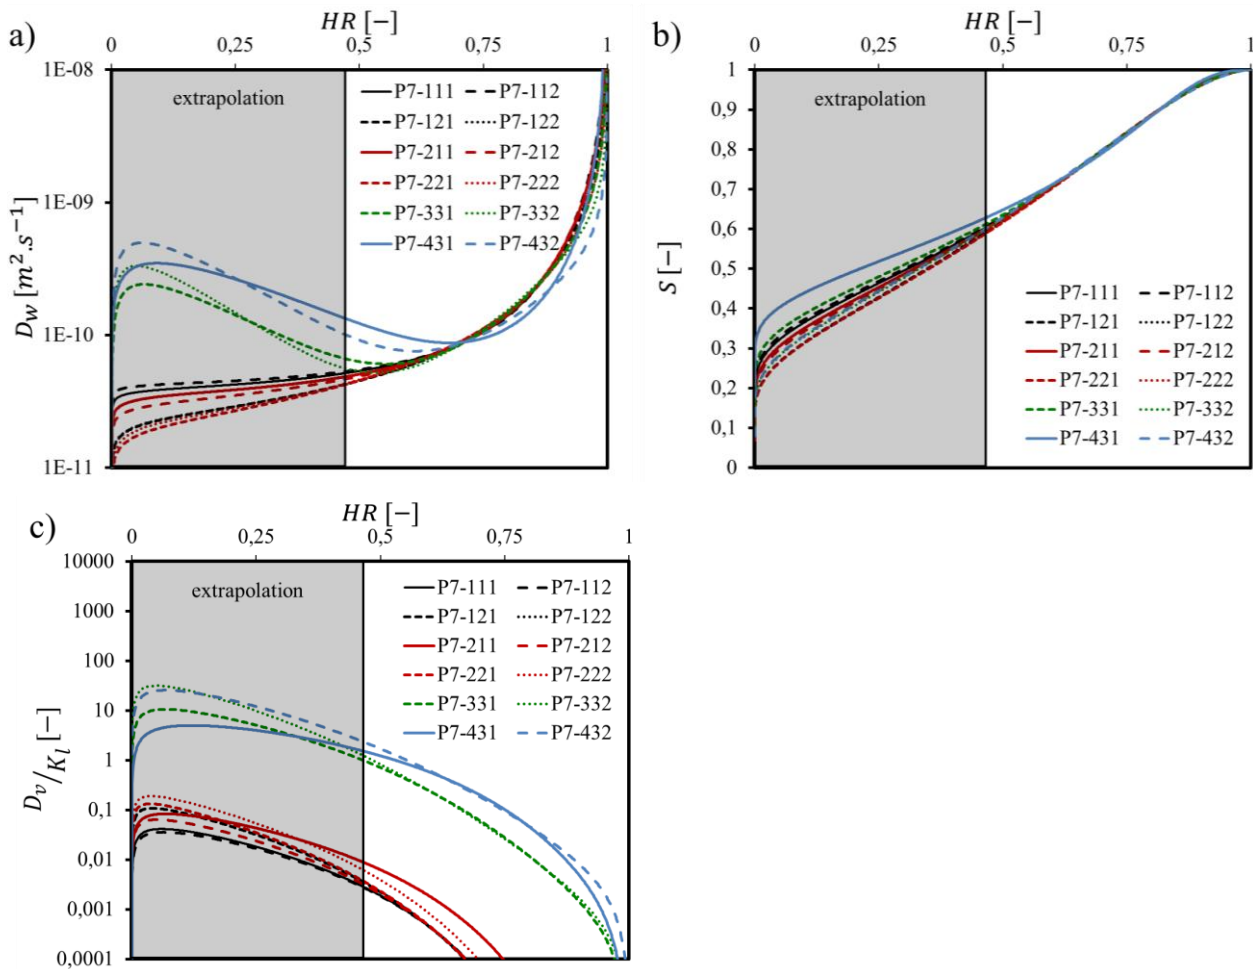 a)
HR [−]
0 0,25 0,5 0,75 1
1E-08
1E-09
1E-10
1E-11
D_w [m².s⁻¹]
extrapolation
P7-111 P7-112
P7-121 P7-122
P7-211 P7-212
P7-221 P7-222
P7-331 P7-332
P7-431 P7-432
b)
HR [−]
0 0,25 0,5 0,75 1
1
0,9
0,8
0,7
0,6
0,5
0,4
0,3
0,2
0,1
0
S [−]
extrapolation
P7-111 P7-112
P7-121 P7-122
P7-211 P7-212
P7-221 P7-222
P7-331 P7-332
P7-431 P7-432
c)
HR [−]
0 0,25 0,5 0,75 1
10000
1000
100
10
1
0,1
0,01
0,001
0,0001
D_v/K_l [−]
extrapolation
P7-111 P7-112
P7-121 P7-122
P7-211 P7-212
P7-221 P7-222
P7-331 P7-332
P7-431 P7-432